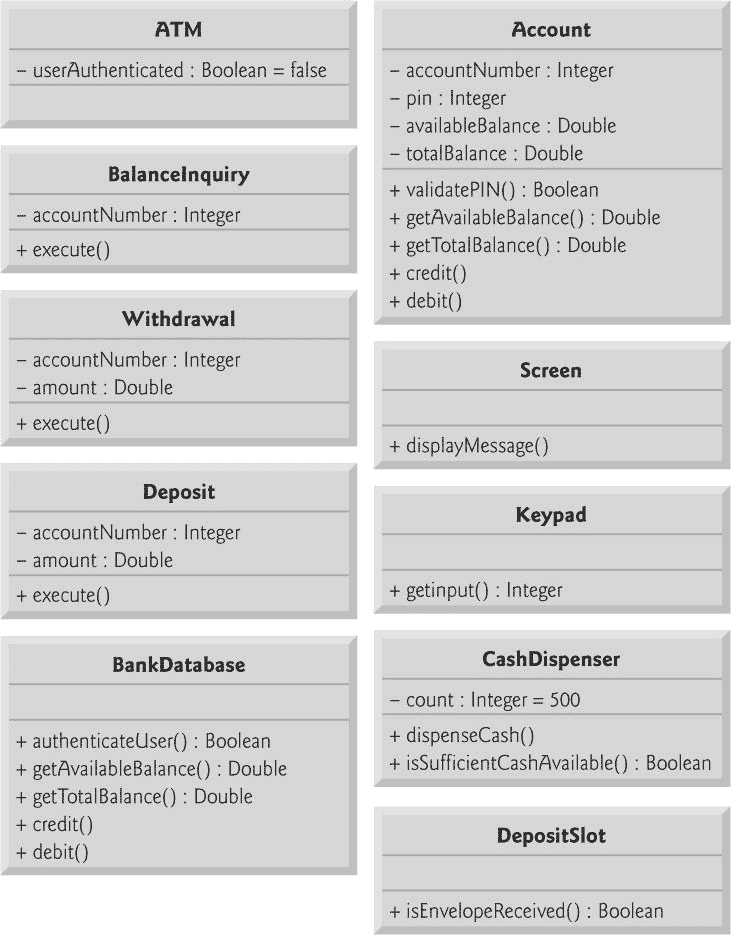 ATM
– userAuthenticated : Boolean = false
BalanceInquiry
– accountNumber : Integer
+ execute()
Withdrawal
– accountNumber : Integer
– amount : Double
+ execute()
Deposit
– accountNumber : Integer
– amount : Double
+ execute()
BankDatabase
+ authenticateUser() : Boolean
+ getAvailableBalance() : Double
+ getTotalBalance() : Double
+ credit()
+ debit()
Account
– accountNumber : Integer
– pin : Integer
– availableBalance : Double
– totalBalance : Double
+ validatePIN() : Boolean
+ getAvailableBalance() : Double
+ getTotalBalance() : Double
+ credit()
+ debit()
Screen
+ displayMessage()
Keypad
+ getinput() : Integer
CashDispenser
– count : Integer = 500
+ dispenseCash()
+ isSufficientCashAvailable() : Boolean
DepositSlot
+ isEnvelopeReceived() : Boolean